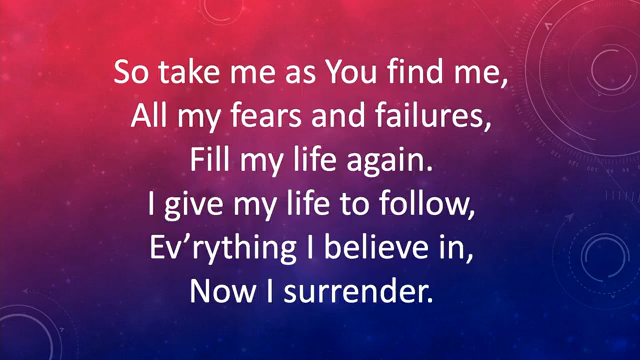 So take me as You find me,
All my fears and failures,
Fill my life again.
I give my life to follow,
Ev’rything I believe in,
Now I surrender.